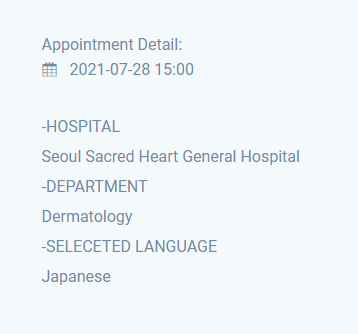 Appointment Detail:
2021-07-28 15:00
-HOSPITAL
Seoul Sacred Heart General Hospital
-DEPARTMENT
Dermatology
-SELECETED LANGUAGE
Japanese